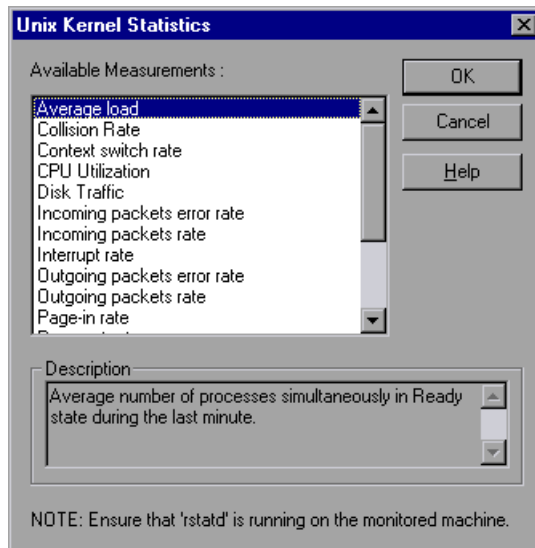 Unix Kernel Statistics
Available Measurements :
OK
Average load
Collision Rate
Cancel
Context switch rate
CPU Utilization
Help
Disk Traffic
Incoming packets error rate
Incoming packets rate
Interrupt rate
Outgoing packets error rate
Outgoing packets rate
Page-in rate
Description
Average number of processes simultaneously in Ready
state during the last minute.
NOTE: Ensure that 'rstatd' is running on the monitored machine.